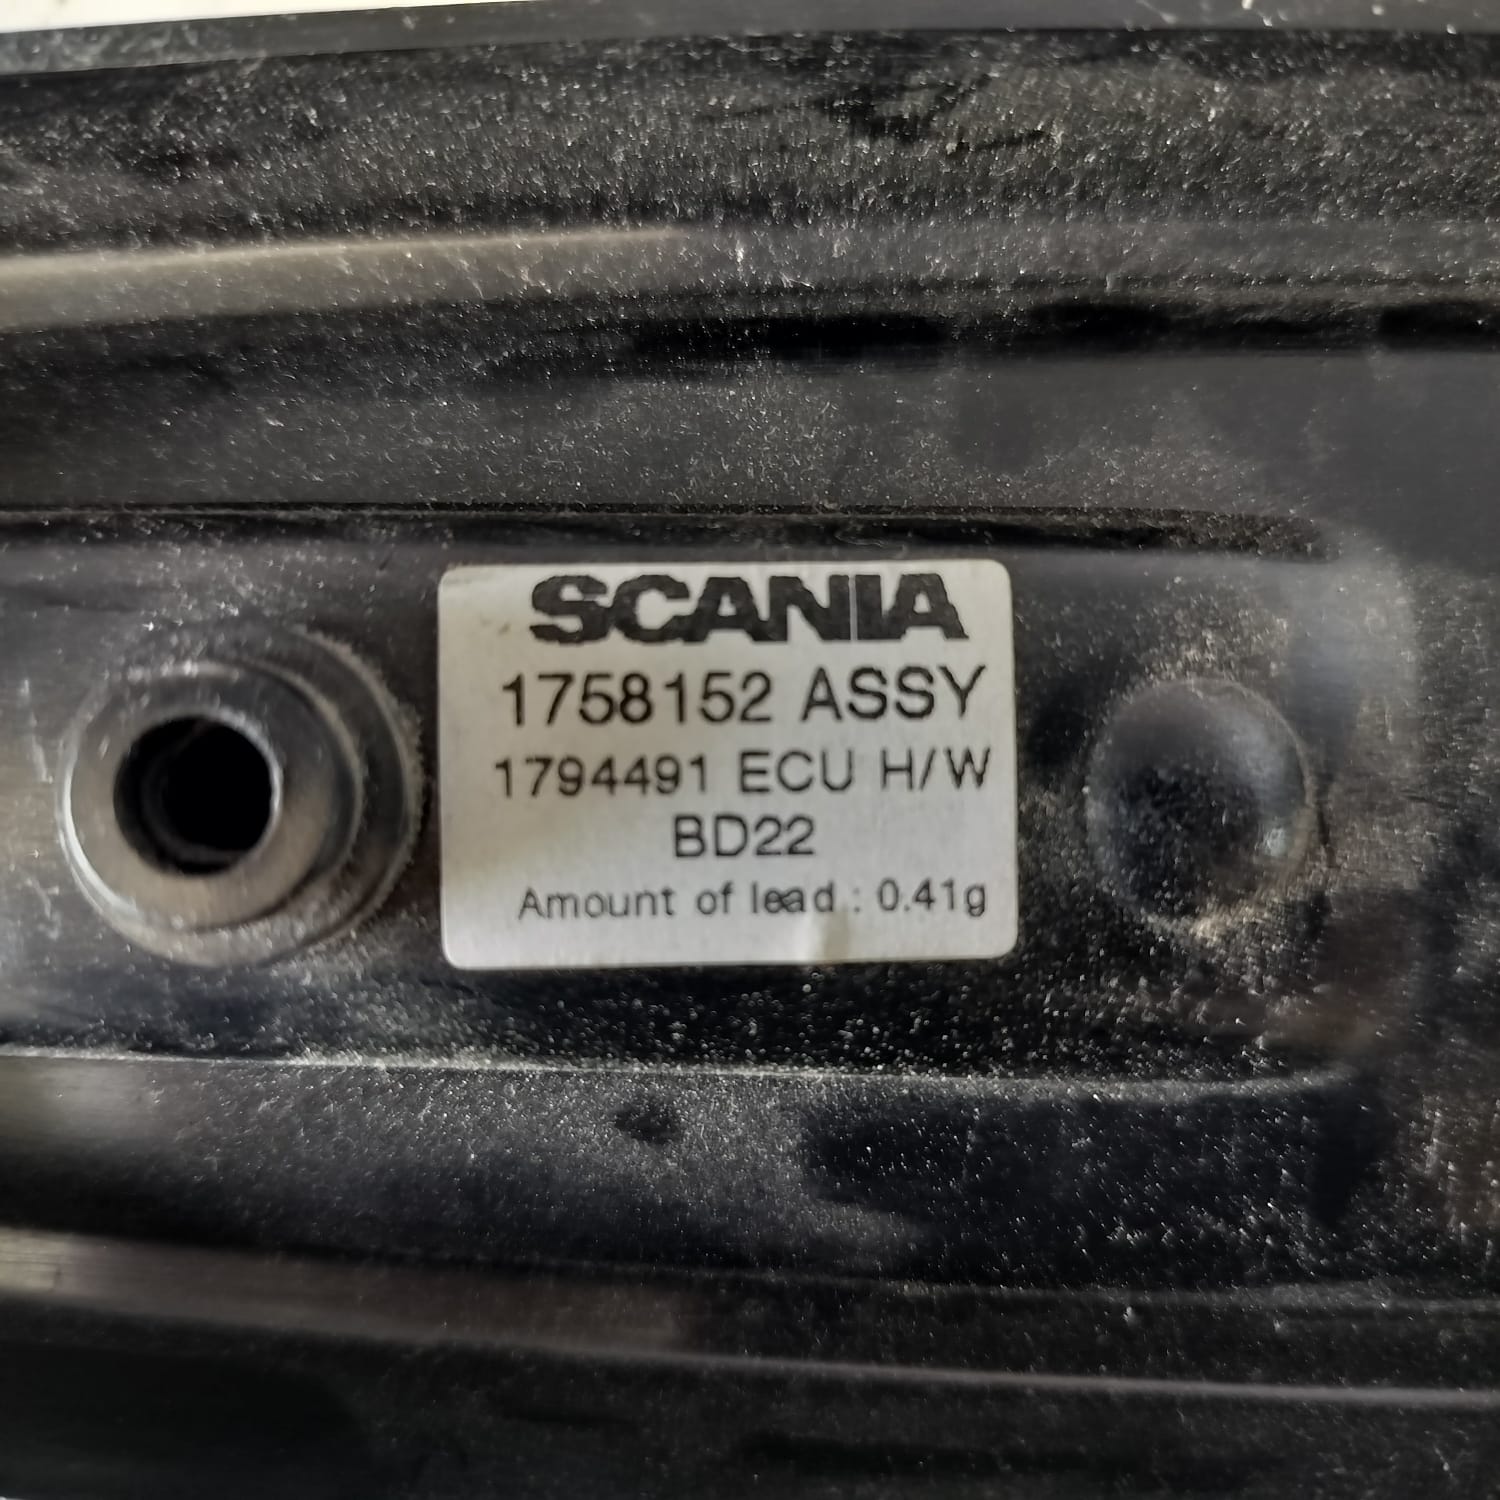 SCANIA
1758152 ASSY
1794491 ECU H/W
BD22
Amount of lead : 0.41g